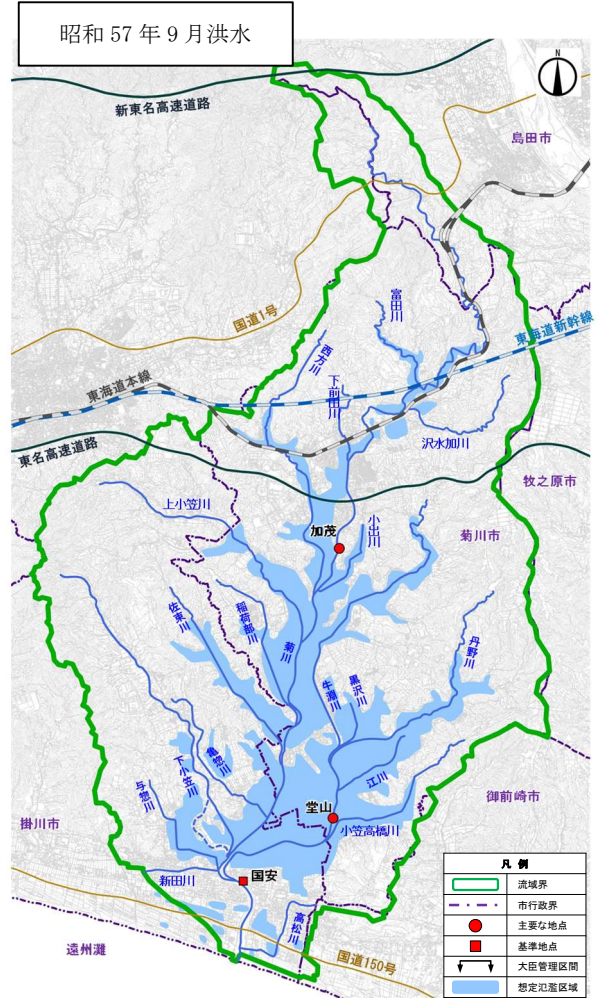 昭和 57 年 9 月洪水
N
新東名高速道路
島田市
国道1号
富田川
東海道新幹線
西方川
下前田川
東海道本線
沢水加川
東名高速道路
牧之原市
上小笠川
加茂
小出川
菊川市
佐束川
稲荷部川
菊川
丹野川
牛淵川
黒沢川
亀惣川
下小笠川
与惣川
江川
御前崎市
堂山
掛川市
小笠高橋川
新田川
国安
高松川
遠州灘
国道150号
凡 例
流域界
市行政界
主要な地点
基準地点
大臣管理区間
想定氾濫区域